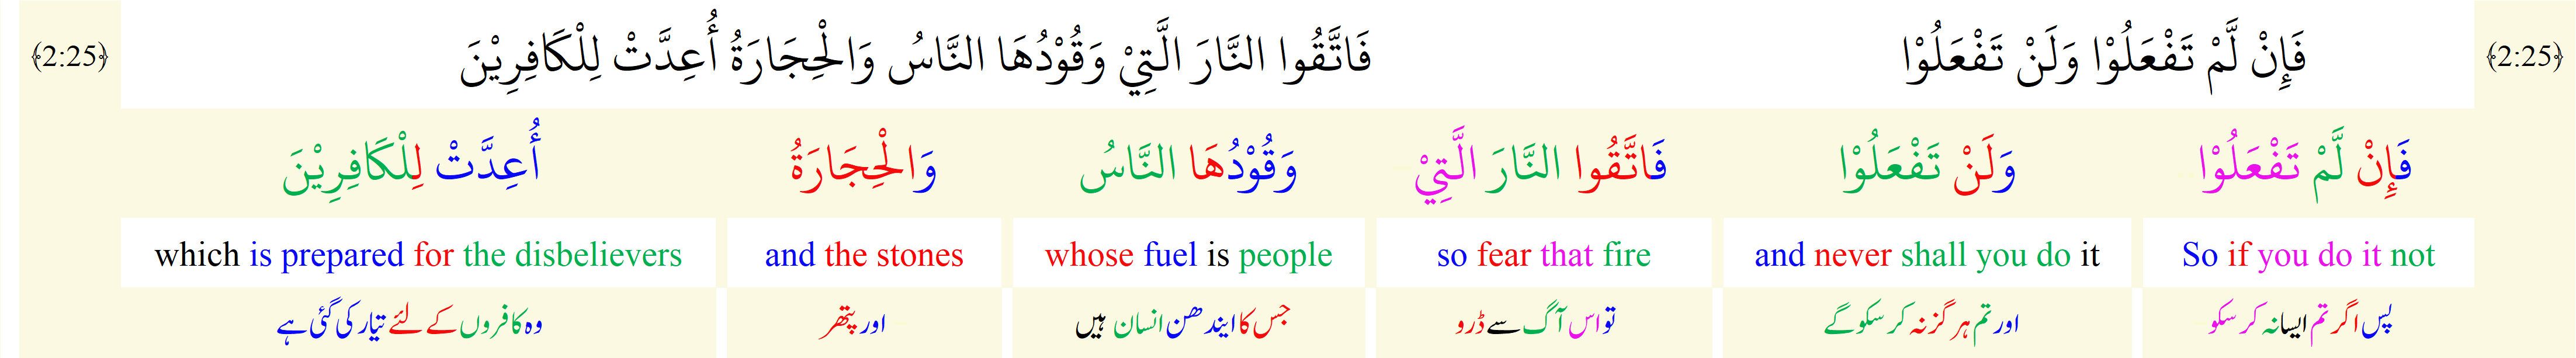 ﴿2:25﴾ فَإِنْ لَّمْ تَفْعَلُوْا وَلَنْ تَفْعَلُوْا فَاتَّقُوا النَّارَ الَّتِيْ وَقُوْدُهَا النَّاسُ وَالْحِجَارَةُ أُعِدَّتْ لِلْكَافِرِيْنَ ﴿2:25﴾
فَإِنْ لَّمْ تَفْعَلُوْا وَلَنْ تَفْعَلُوْا فَاتَّقُوا النَّارَ الَّتِيْ وَقُوْدُهَا النَّاسُ وَالْحِجَارَةُ أُعِدَّتْ لِلْكَافِرِيْنَ
So if you do it not and never shall you do it so fear that fire whose fuel is people and the stones which is prepared for the disbelievers
پس اگر تم ایسا نہ کر سکو اور تم ہر گز نہ کر سکو گے تو اس آگ سے ڈرو جس کا ایندھن انسان ہیں اور پتھر وہ کافروں کے لئے تیار کی گئی ہے